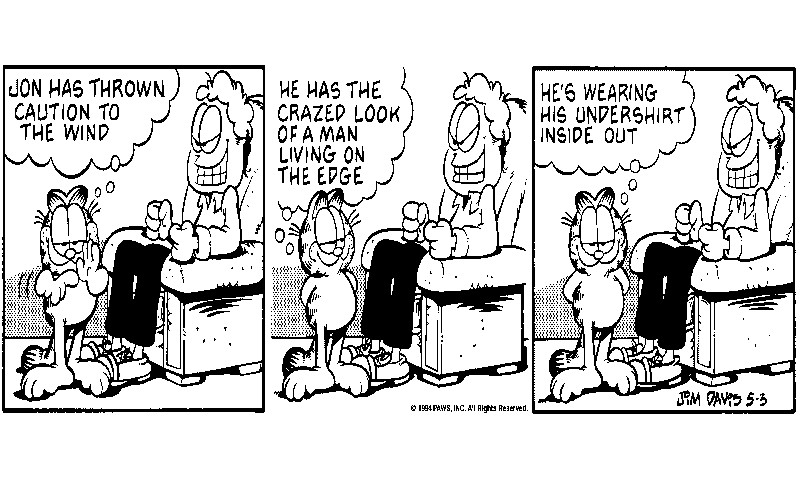 JON HAS THROWN
CAUTION TO
THE WIND
HE HAS THE
CRAZED LOOK
OF A MAN
LIVING ON
THE EDGE
© 1994 PAWS, INC. All Rights Reserved.
HE'S WEARING
HIS UNDERSHIRT
INSIDE OUT
JIM DAVIS 5-3